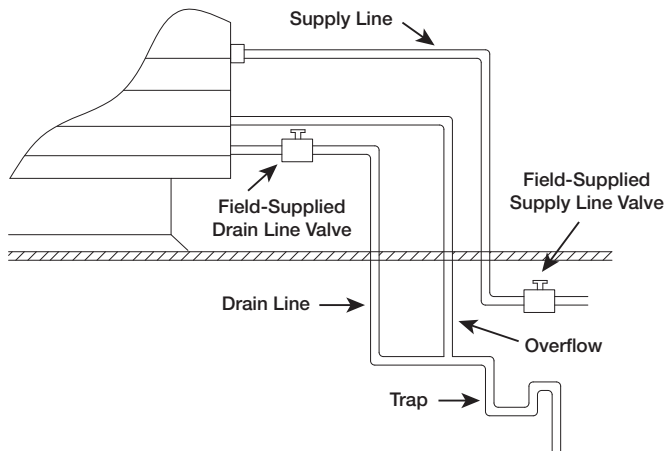 Supply Line
Field-Supplied
Supply Line Valve
Field-Supplied
Drain Line Valve
Drain Line
Overflow
Trap